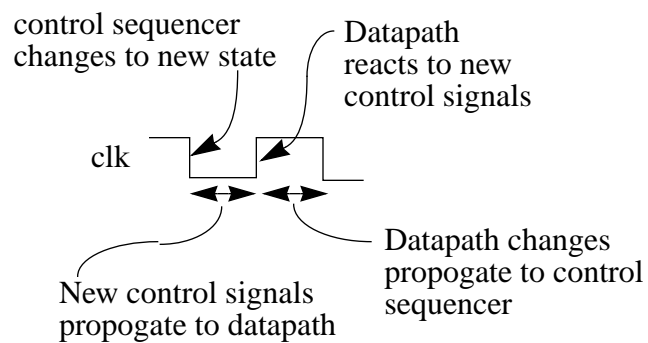 control sequencer
changes to new state
Datapath
reacts to new
control signals
clk
New control signals
propogate to datapath
Datapath changes
propogate to control
sequencer